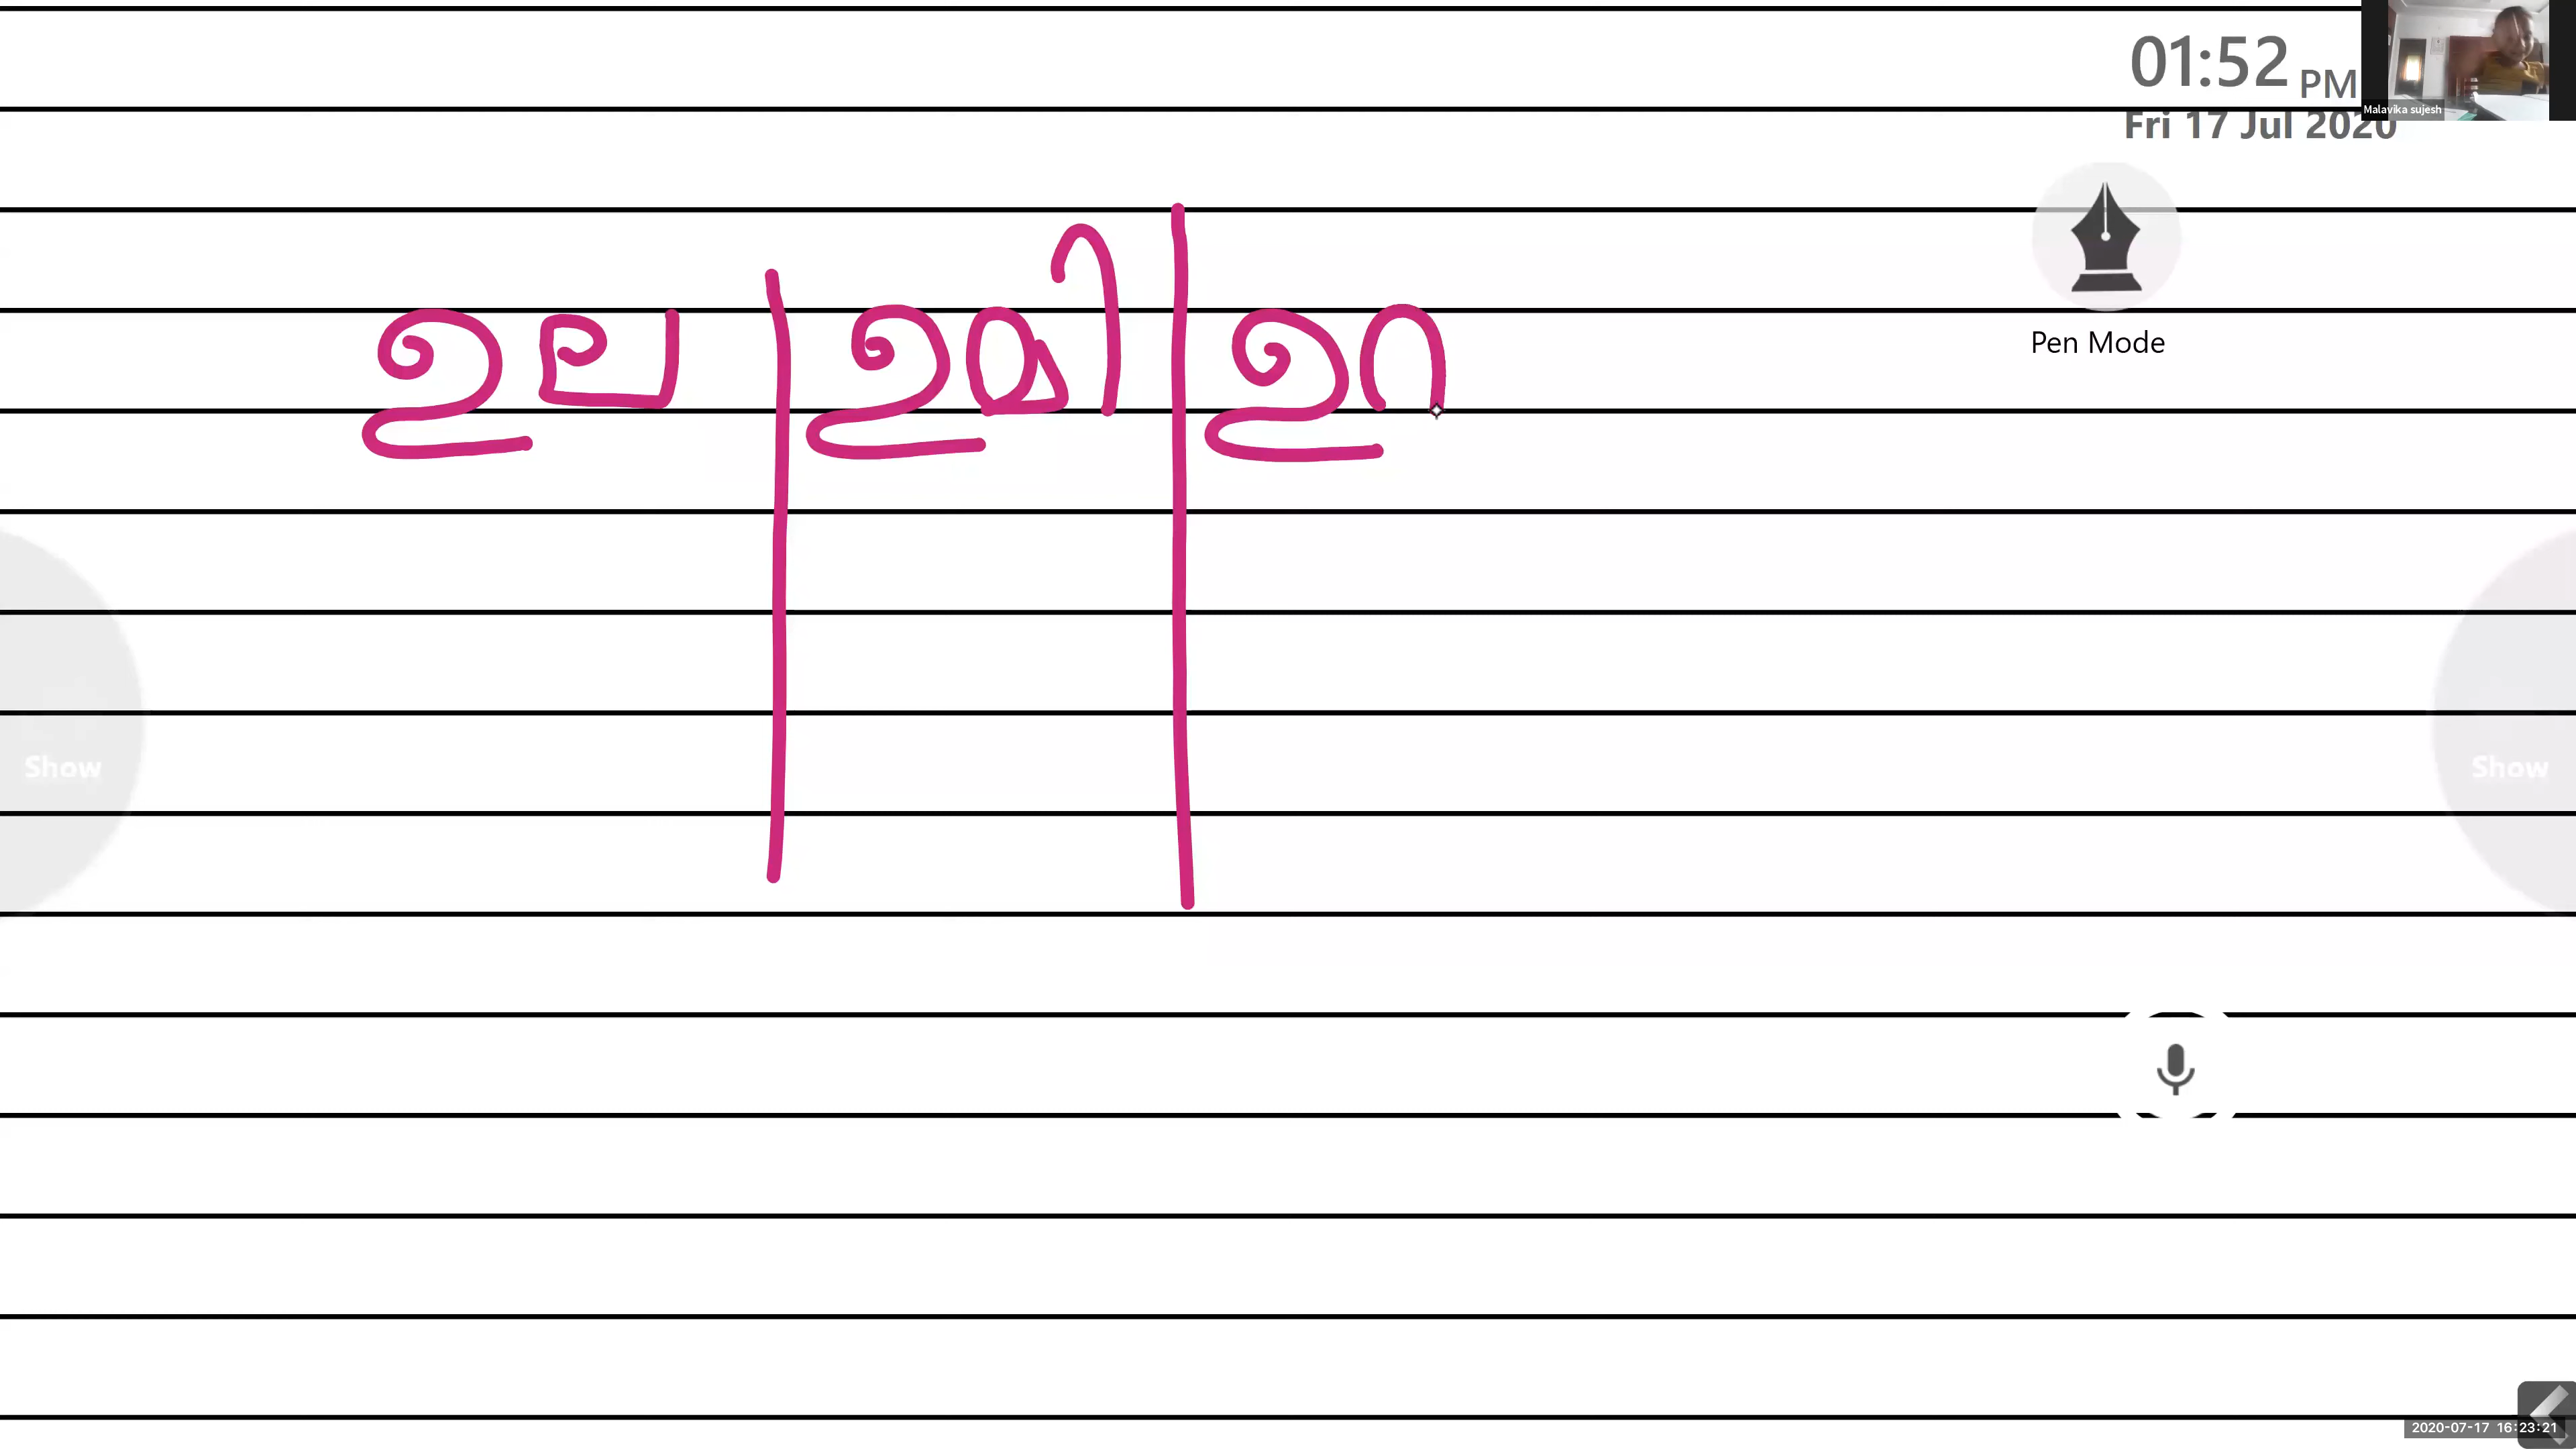 01:52 PM
Malavika sujesh
Fri 17 Jul 2020
ഉല ഉമി ഉറ
Pen Mode
Show Show
2020-07-17 16:23:21